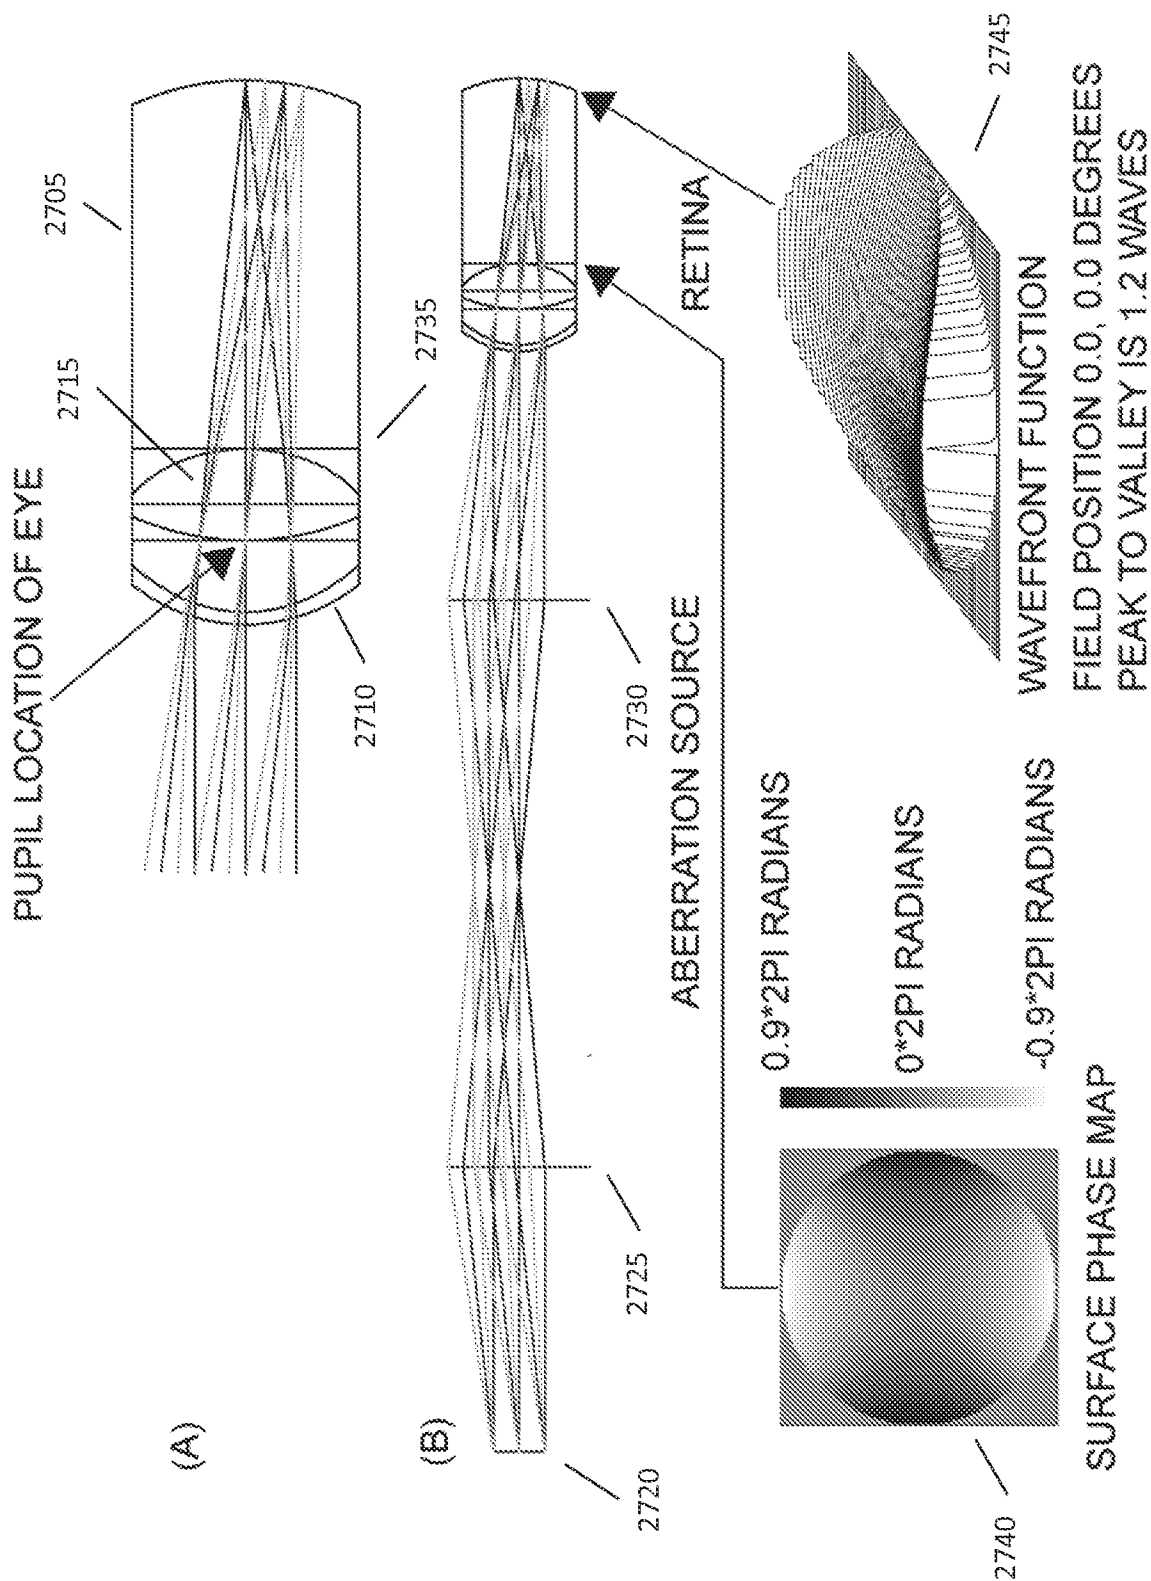 PUPIL LOCATION OF EYE
2705
2715
2710
2735
(A)
(B)
2720
2725
2730
RETINA
ABERRATION SOURCE
0.9*2PI RADIANS
0*2PI RADIANS
-0.9*2PI RADIANS
2740
SURFACE PHASE MAP
2745
WAVEFRONT FUNCTION
FIELD POSITION 0.0, 0.0 DEGREES
PEAK TO VALLEY IS 1.2 WAVES